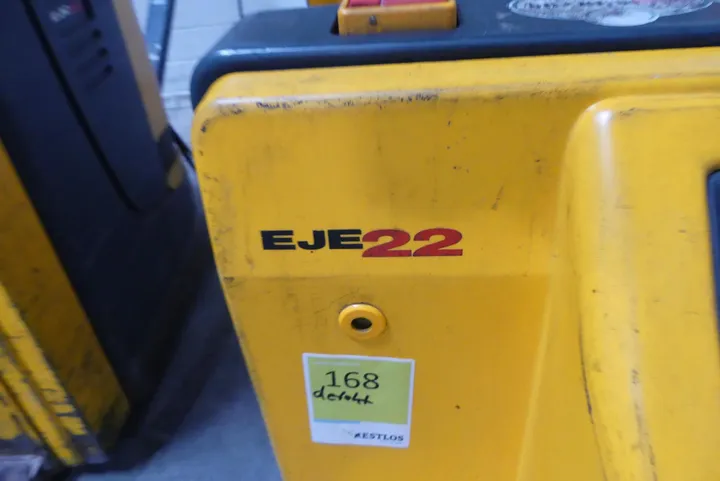 EJE22
168
defekt
RESTLOS